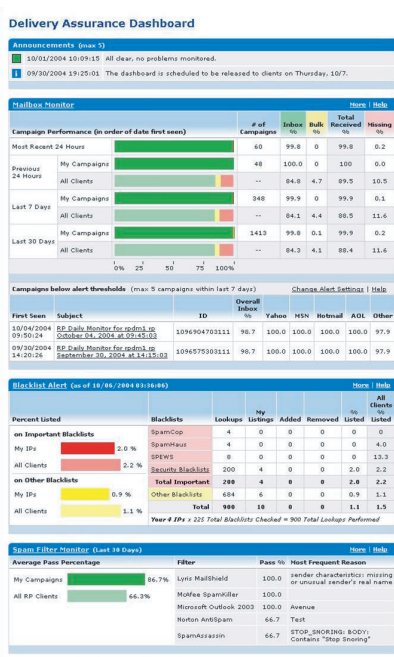 Delivery Assurance Dashboard
Announcements (max 5)
10/01/2004 10:09:15 All clear, no problems monitored.
i 09/30/2004 19:25:01 The dashboard is scheduled to be released to clients on Thursday, 10/7.
Mailbox Monitor More | Help
Campaign Performance (in order of date first seen) # of Campaigns Inbox % Bulk % Total Received % Missing %
Most Recent 24 Hours 60 99.8 0 99.8 0.2
Previous 24 Hours My Campaigns 48 100.0 0 100 0.0
All Clients -- 84.8 4.7 89.5 10.5
Last 7 Days My Campaigns 348 99.9 0 99.9 0.1
All Clients -- 84.1 4.4 88.5 11.6
Last 30 Days My Campaigns 1413 99.8 0.1 99.9 0.2
All Clients -- 84.3 4.1 88.4 11.6
0% 25 50 75 100%
Campaigns below alert thresholds (max 5 campaigns within last 7 days) Change Alert Settings | Help
First Seen Subject ID Overall Inbox % Yahoo MSN Hotmail AOL Other
10/04/2004 09:50:24 RP Daily Monitor for rpdm1 rp October 04, 2004 at 09:45:03 1096904703111 98.7 100.0 100.0 100.0 100.0 97.9
09/30/2004 14:20:26 RP Daily Monitor for rpdm1 rp September 30, 2004 at 14:15:03 1096575303111 98.7 100.0 100.0 100.0 100.0 97.9
Blacklist Alert (as of 10/06/2004 03:36:06) More | Help
Percent Listed Blacklists Lookups My Listings Added Removed % Listed All Clients % Listed
on Important Blacklists
My IPs 2.0 %
All Clients 2.2 %
on Other Blacklists
My IPs 0.9 %
All Clients 1.1 %
SpamCop 4 0 0 0 0 0
SpamHaus 4 0 0 0 0 4.0
SPEWS 8 0 0 0 0 13.3
Security Blacklists 200 4 0 0 2.0 2.2
Total Important 200 4 0 0 2.0 2.2
Other Blacklists 684 6 0 0 0.9 1.1
Total 900 10 0 0 1.1 1.5
Your 4 IPs x 225 Total Blacklists Checked = 900 Total Lookups Performed
Spam Filter Monitor (Last 30 Days) More | Help
Average Pass Percentage Filter Pass % Most Frequent Reason
My Campaigns 86.7%
All RP Clients 66.3%
Lyris MailShield 100.0 sender characteristics: missing or unusual sender's real name
McAfee SpamKiller 100.0
Microsoft Outlook 2003 100.0 Avenue
Norton AntiSpam 66.7 Test
SpamAssassin 66.7 STOP_SNORING: BODY: Contains "Stop Snoring"